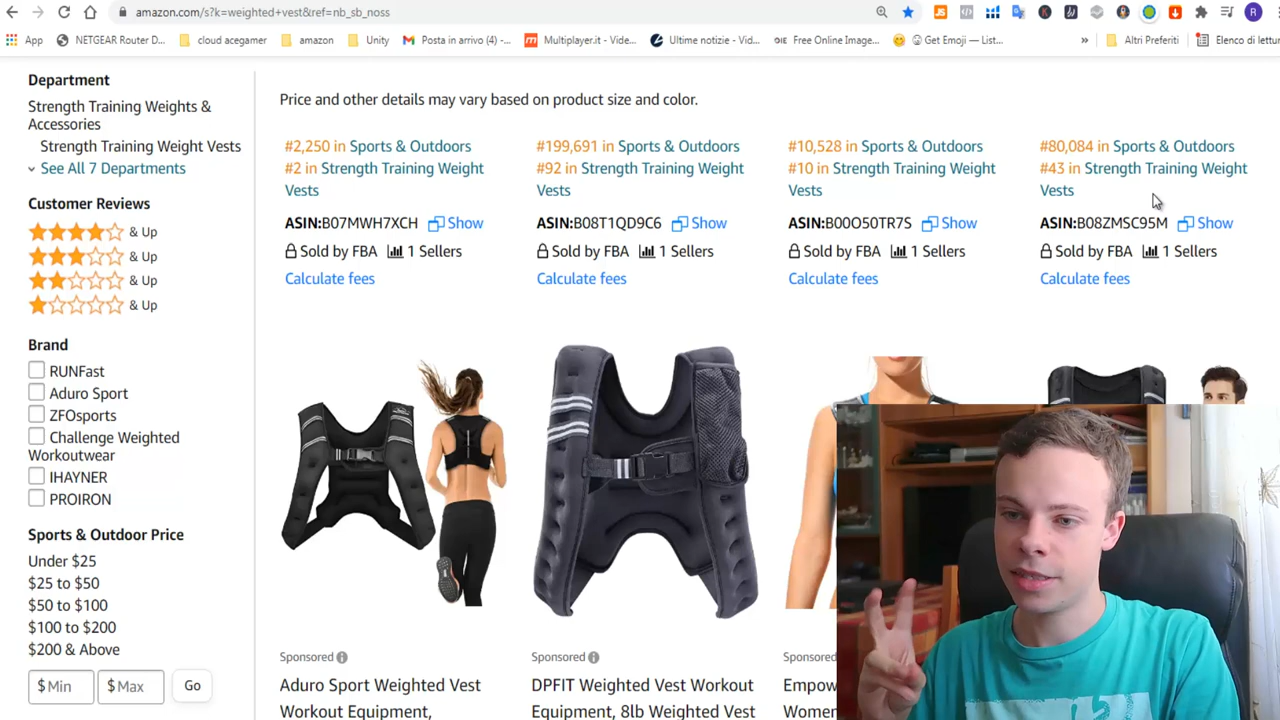 amazon.com/s?k=weighted+vest&ref=nb_sb_noss
R
App
NETGEAR Router D...
cloud acegamer
amazon
Unity
Posta in arrivo (4) -...
Multiplayer.it - Vide...
Ultime notizie - Vid...
Free Online Image...
Get Emoji — List...
»
Altri Preferiti
Elenco di lettur
Department
Strength Training Weights &
Accessories
Strength Training Weight Vests
See All 7 Departments
Customer Reviews
& Up
& Up
& Up
& Up
Brand
RUNFast
Aduro Sport
ZFOsports
Challenge Weighted
Workoutwear
IHAYNER
PROIRON
Sports & Outdoor Price
Under $25
$25 to $50
$50 to $100
$100 to $200
$200 & Above
$ Min
$ Max
Go
Price and other details may vary based on product size and color.
#2,250 in Sports & Outdoors
#2 in Strength Training Weight
Vests
ASIN:B07MWH7XCH Show
Sold by FBA 1 Sellers
Calculate fees
Sponsored
Aduro Sport Weighted Vest
Workout Equipment,
#199,691 in Sports & Outdoors
#92 in Strength Training Weight
Vests
ASIN:B08T1QD9C6 Show
Sold by FBA 1 Sellers
Calculate fees
Sponsored
DPFIT Weighted Vest Workout
Equipment, 8lb Weighted Vest
#10,528 in Sports & Outdoors
#10 in Strength Training Weight
Vests
ASIN:B00O50TR7S Show
Sold by FBA 1 Sellers
Calculate fees
Sponsored
Empow
Women
#80,084 in Sports & Outdoors
#43 in Strength Training Weight
Vests
ASIN:B08ZMSC95M Show
Sold by FBA 1 Sellers
Calculate fees